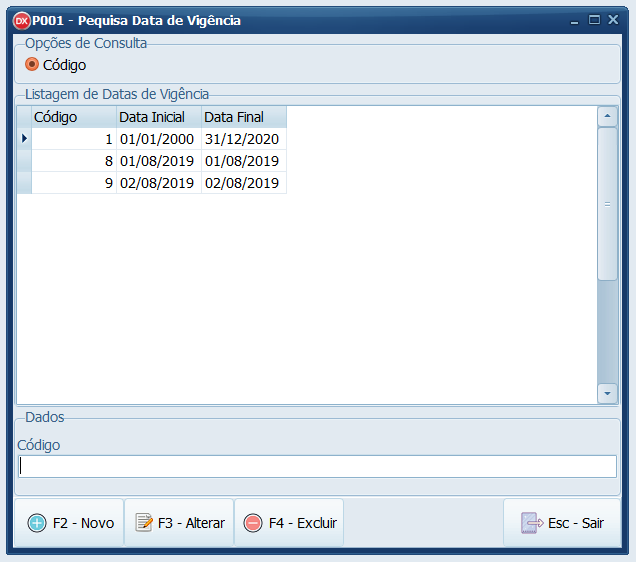 DX P001 - Pequisa Data de Vigência
Opções de Consulta
Código
Listagem de Datas de Vigência
Código Data Inicial Data Final
1 01/01/2000 31/12/2020
8 01/08/2019 01/08/2019
9 02/08/2019 02/08/2019
Dados
Código
F2 - Novo F3 - Alterar F4 - Excluir Esc - Sair